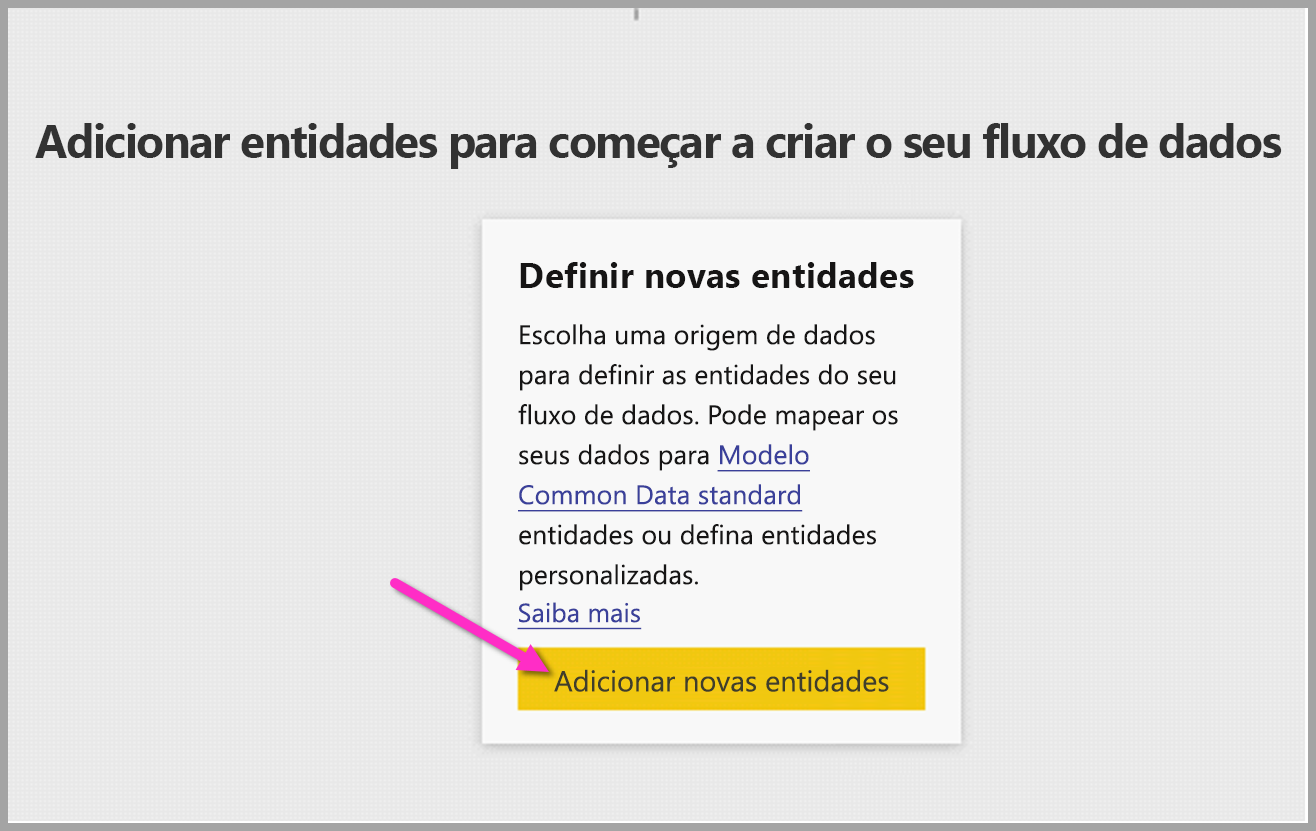 Adicionar entidades para começar a criar o seu fluxo de dados
Definir novas entidades
Escolha uma origem de dados
para definir as entidades do seu
fluxo de dados. Pode mapear os
seus dados para Modelo
Common Data standard
entidades ou defina entidades
personalizadas.
Saiba mais
Adicionar novas entidades